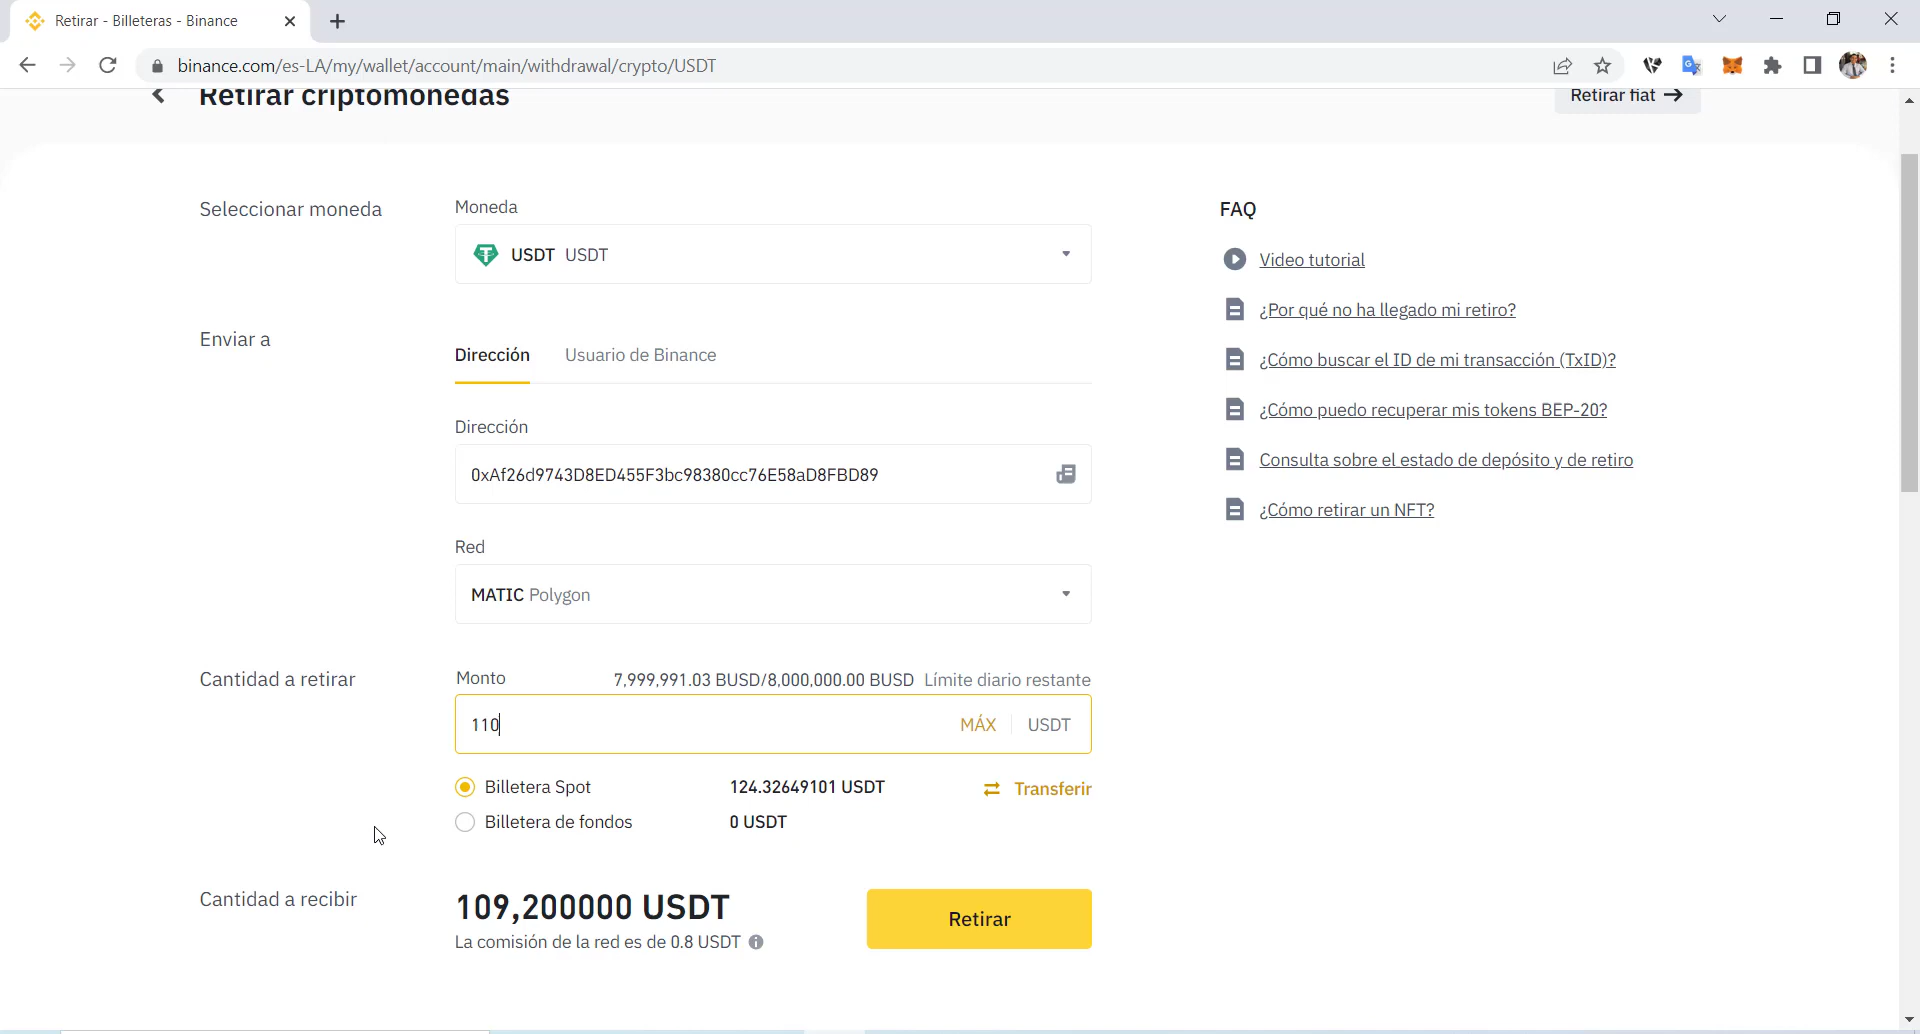 Retirar - Billeteras - Binance
binance.com/es-LA/my/wallet/account/main/withdrawal/crypto/USDT
Retirar criptomonedas
Retirar fiat
Seleccionar moneda
Moneda
USDT USDT
Enviar a
Dirección Usuario de Binance
Dirección
0xAf26d9743D8ED455F3bc98380cc76E58aD8FBD89
Red
MATIC Polygon
Cantidad a retirar
Monto 7,999,991.03 BUSD/8,000,000.00 BUSD Límite diario restante
110 MÁX USDT
Billetera Spot 124.32649101 USDT Transferir
Billetera de fondos 0 USDT
Cantidad a recibir
109,200000 USDT
La comisión de la red es de 0.8 USDT
Retirar
FAQ
Video tutorial
¿Por qué no ha llegado mi retiro?
¿Cómo buscar el ID de mi transacción (TxID)?
¿Cómo puedo recuperar mis tokens BEP-20?
Consulta sobre el estado de depósito y de retiro
¿Cómo retirar un NFT?